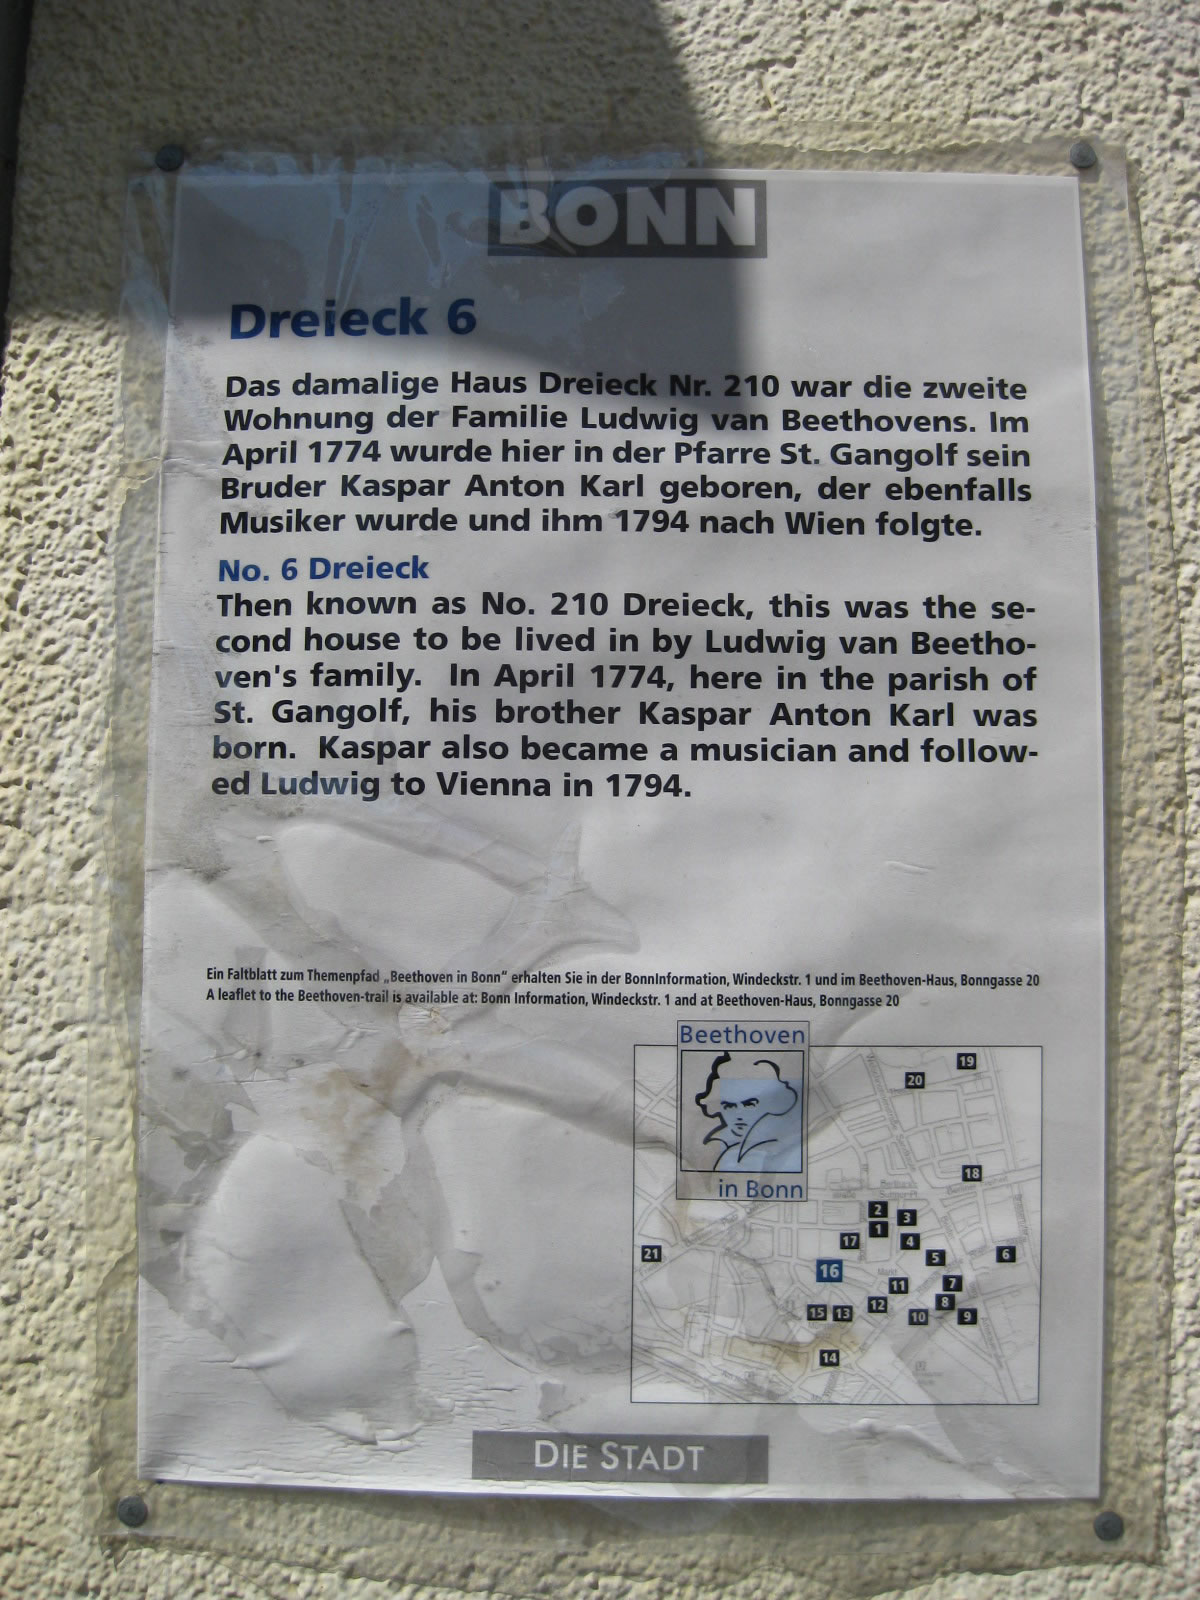 BONN
Dreieck 6
Das damalige Haus Dreieck Nr. 210 war die zweite
Wohnung der Familie Ludwig van Beethovens. Im
April 1774 wurde hier in der Pfarre St. Gangolf sein
Bruder Kaspar Anton Karl geboren, der ebenfalls
Musiker wurde und ihm 1794 nach Wien folgte.
No. 6 Dreieck
Then known as No. 210 Dreieck, this was the se-
cond house to be lived in by Ludwig van Beetho-
ven's family. In April 1774, here in the parish of
St. Gangolf, his brother Kaspar Anton Karl was
born. Kaspar also became a musician and follow-
ed Ludwig to Vienna in 1794.
Ein Faltblatt zum Themenpfad „Beethoven in Bonn“ erhalten Sie in der BonnInformation, Windeckstr. 1 und im Beethoven-Haus, Bonngasse 20
A leaflet to the Beethoven-trail is available at: Bonn Information, Windeckstr. 1 and at Beethoven-Haus, Bonngasse 20
Beethoven
in Bonn
19
20
18
2
3
1
17
4
21
5
6
16
Markt
11
7
12
8
15 13
10
9
14
DIE STADT